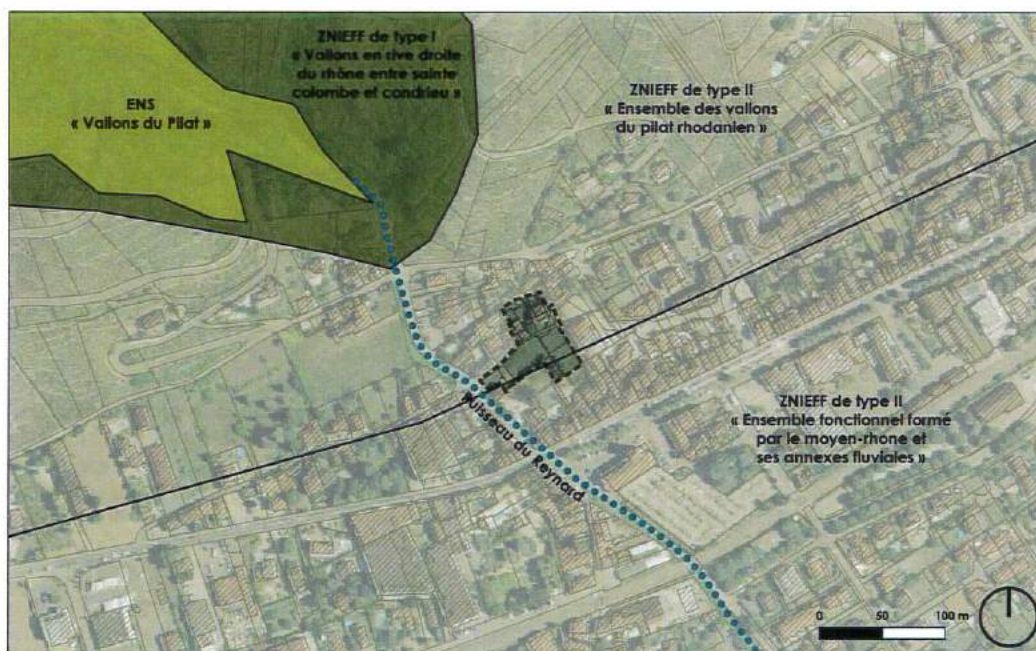 ZNIEFF de type I
« Vallons en rive droite
du rhône entre sainte
colombe et condrieu »
ENS
« Vallons du Pilat »
ZNIEFF de type II
« Ensemble des vallons
du pilat rhodanien »
Ruisseau du Reynard
ZNIEFF de type II
« Ensemble fonctionnel formé
par le moyen-rhone et
ses annexes fluviales »
0 50 100 m